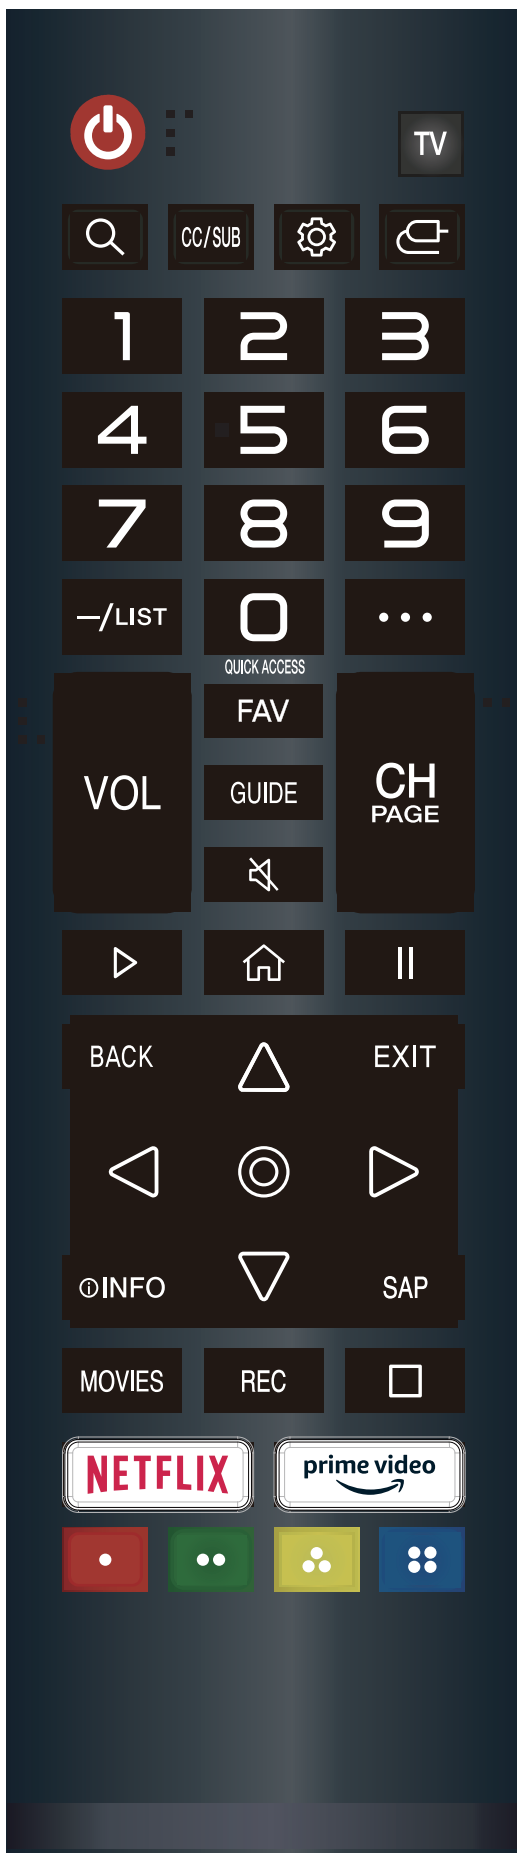 TV
CC/SUB
1 2 3
4 5 6
7 8 9
—/LIST 0 •••
QUICK ACCESS
FAV
VOL GUIDE CH
PAGE
BACK EXIT
INFO SAP
MOVIES REC
NETFLIX prime video